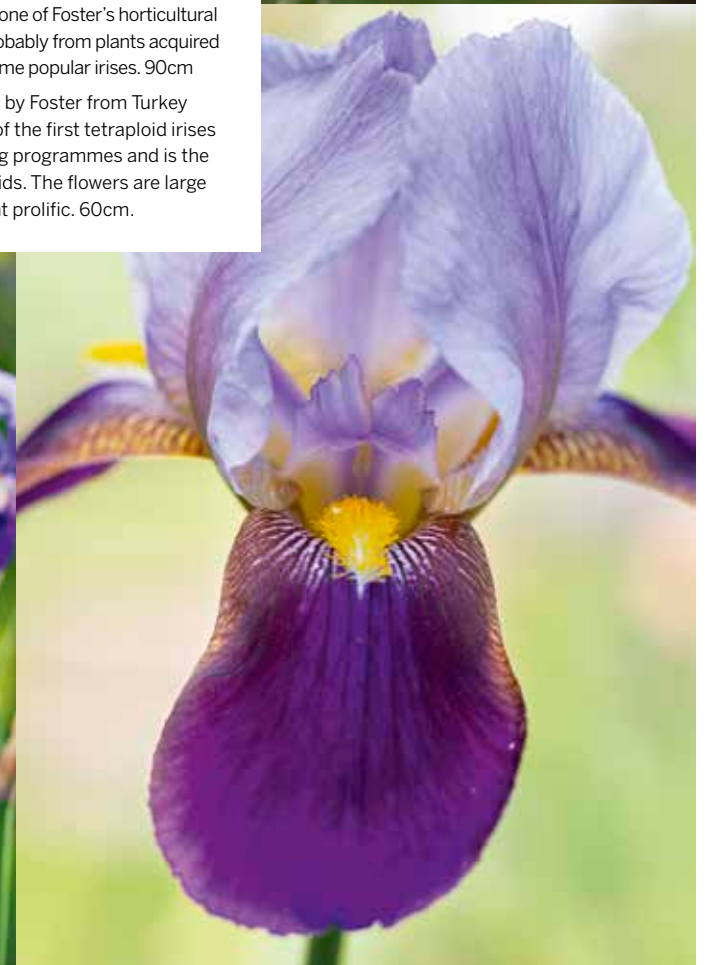 one of Foster's horticultural
obably from plants acquired
me popular irises. 90cm
by Foster from Turkey
of the first tetraploid irises
g programmes and is the
ids. The flowers are large
t prolific. 60cm.